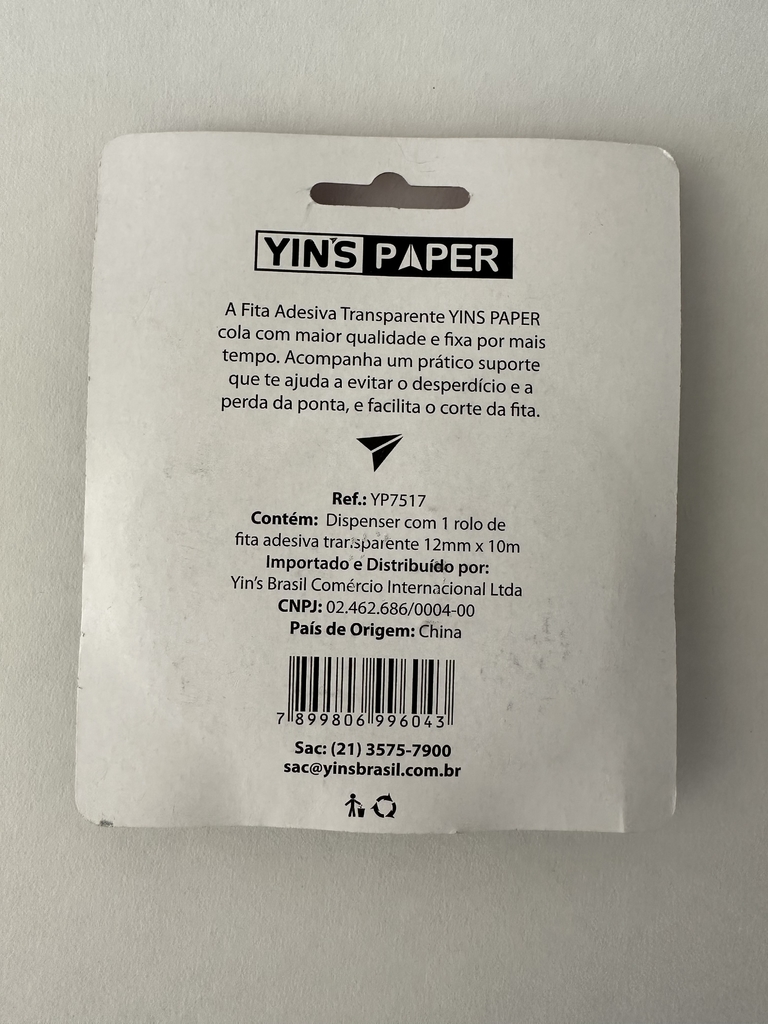 YIN'S PAPER
A Fita Adesiva Transparente YINS PAPER
cola com maior qualidade e fixa por mais
tempo. Acompanha um prático suporte
que te ajuda a evitar o desperdício e a
perda da ponta, e facilita o corte da fita.
Ref.: YP7517
Contém: Dispenser com 1 rolo de
fita adesiva transparente 12mm x 10m
Importado e Distribuído por:
Yin's Brasil Comércio Internacional Ltda
CNPJ: 02.462.686/0004-00
País de Origem: China
7 899806 996043
Sac: (21) 3575-7900
sac@yinsbrasil.com.br